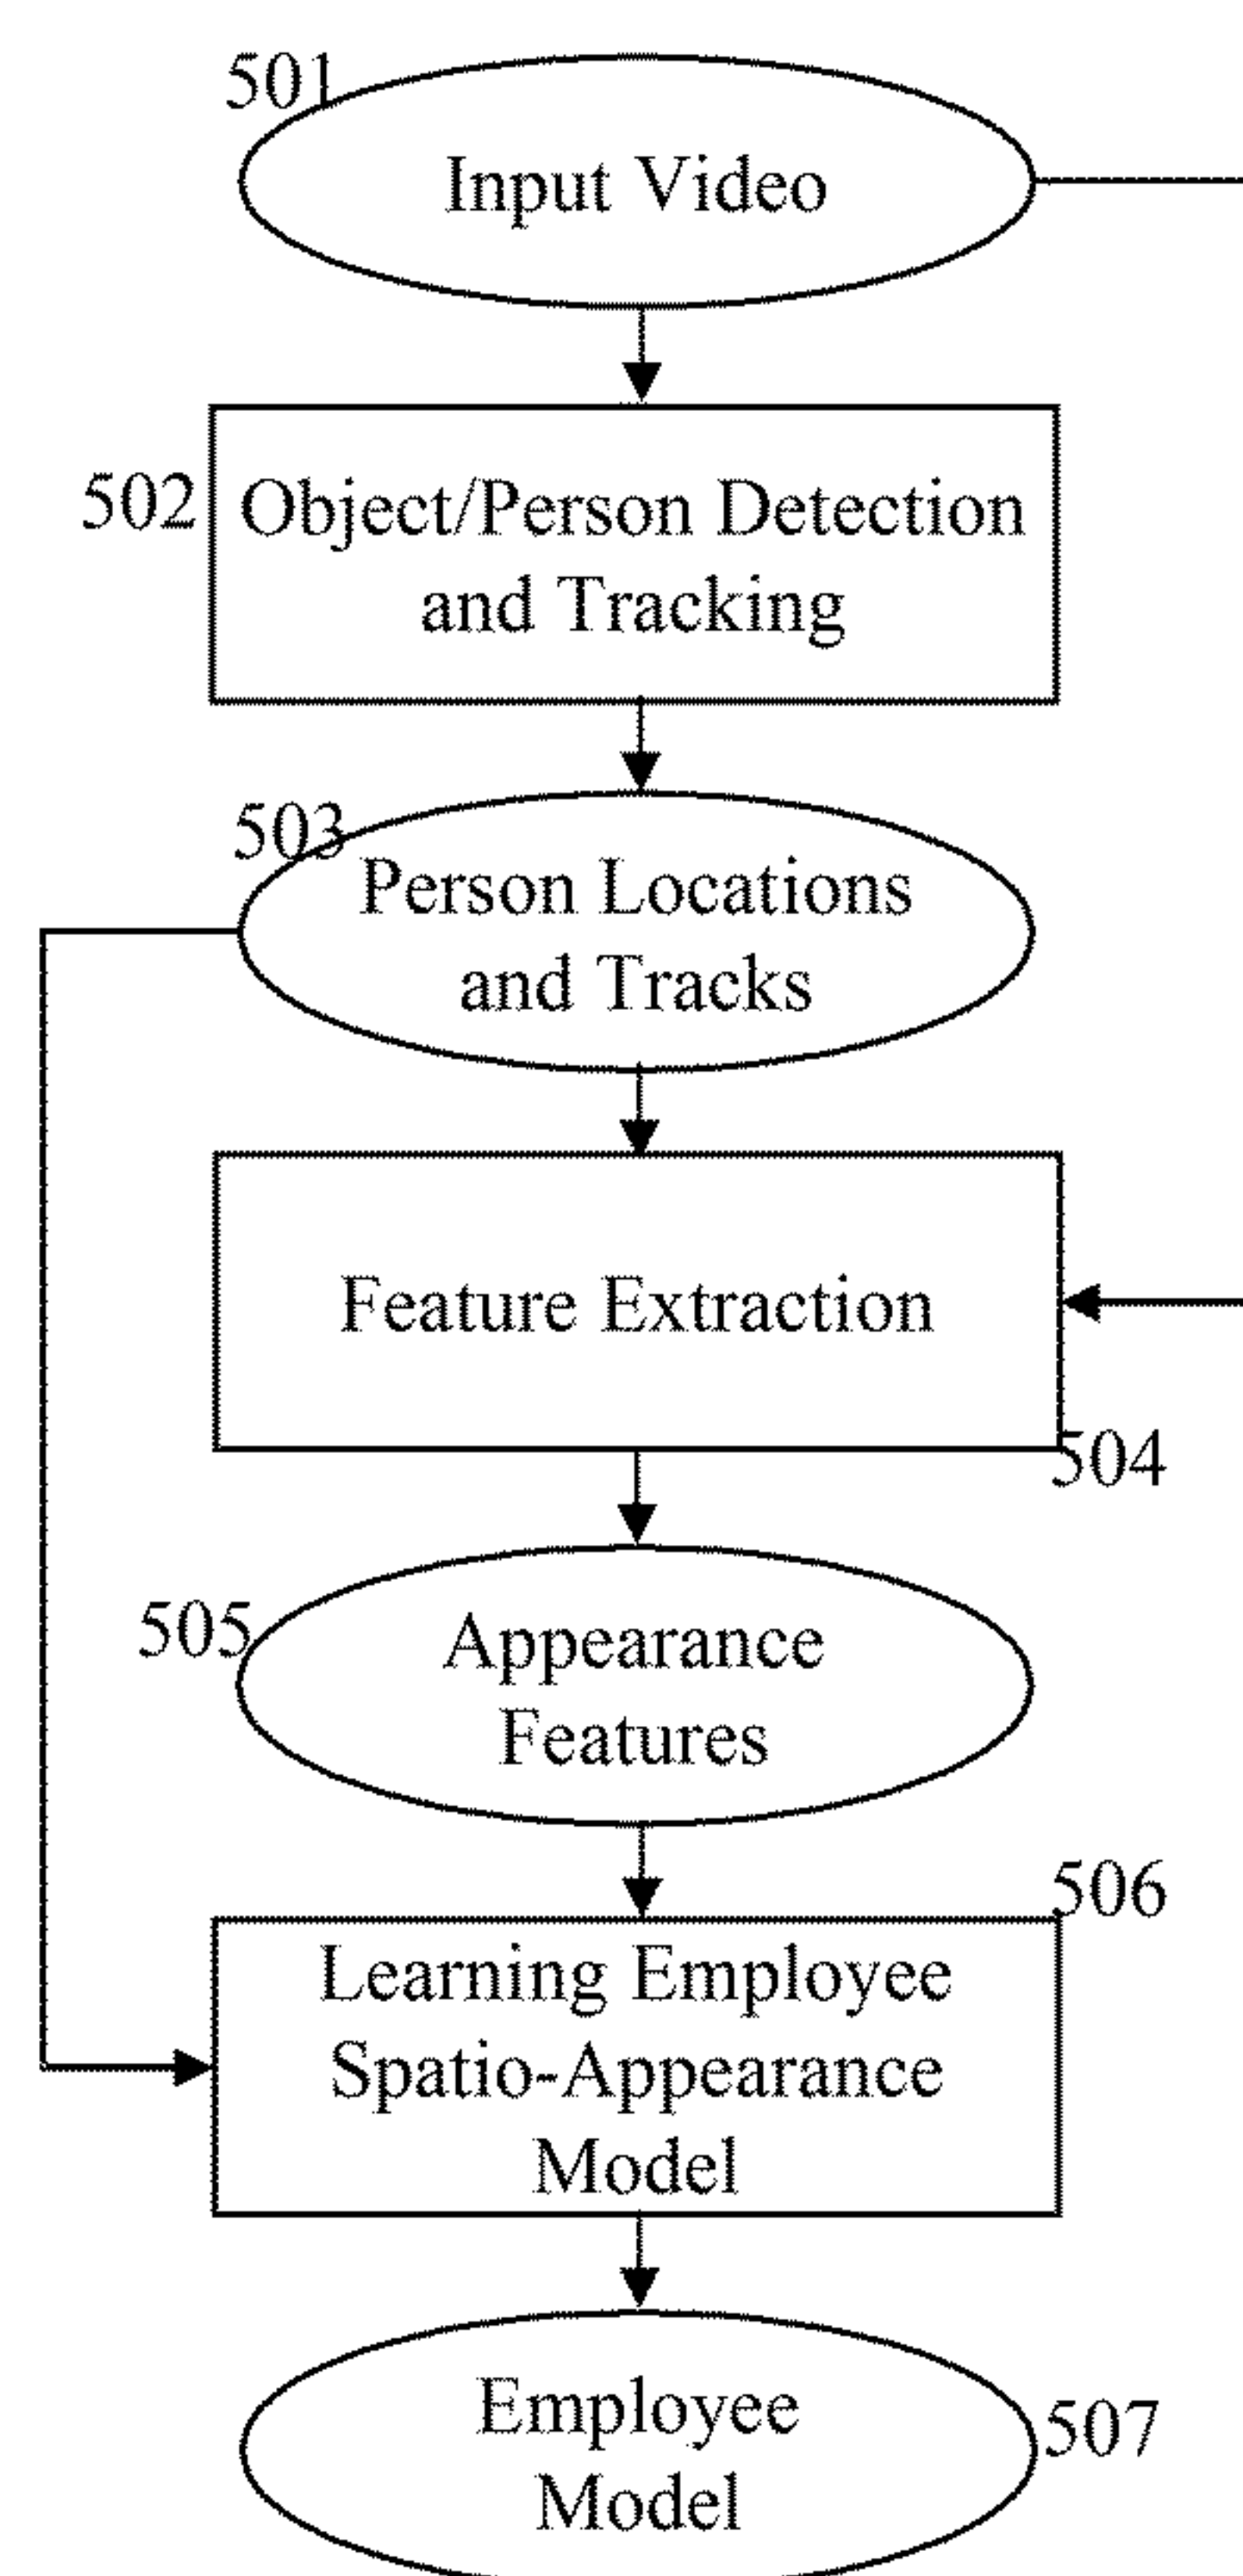 501
Input Video
502
Object/Person Detection
and Tracking
503
Person Locations
and Tracks
Feature Extraction
504
505
Appearance
Features
506
Learning Employee
Spatio-Appearance
Model
Employee
Model
507